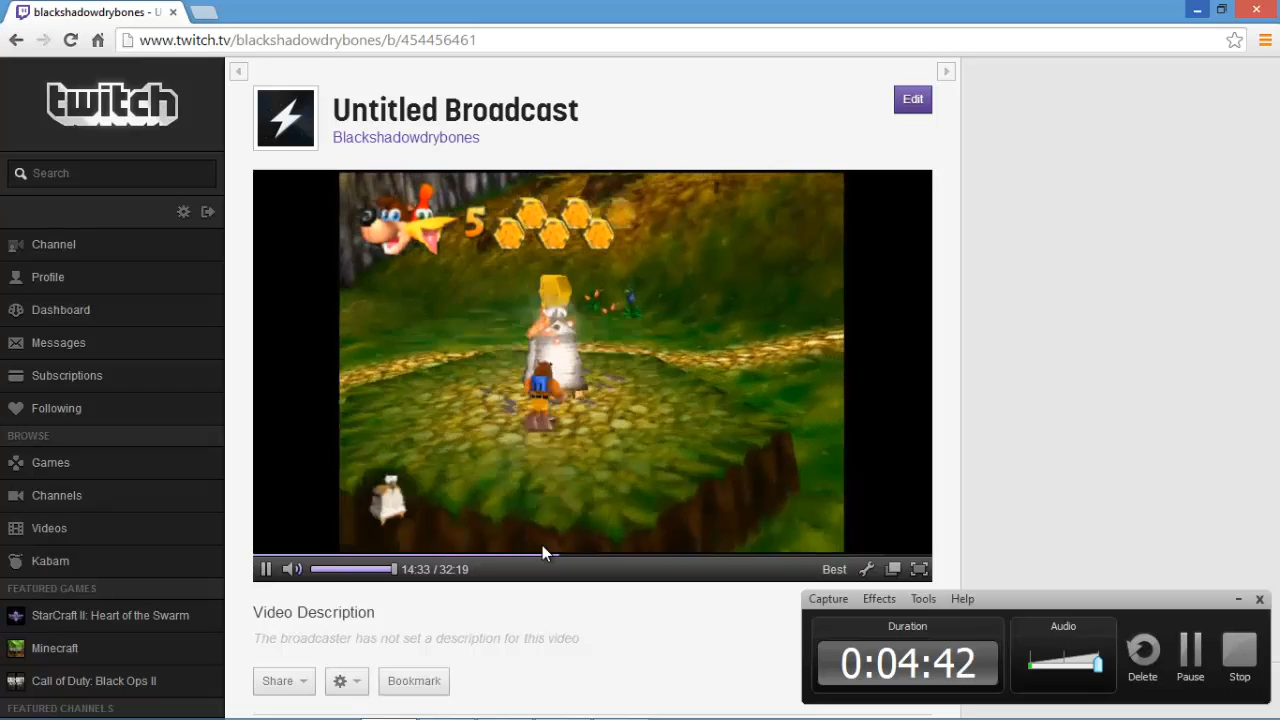 blackshadowdrybones - U
www.twitch.tv/blackshadowdrybones/b/454456461
twitch
Search
Channel
Profile
Dashboard
Messages
Subscriptions
Following
BROWSE
Games
Channels
Videos
Kabam
FEATURED GAMES
StarCraft II: Heart of the Swarm
Minecraft
Call of Duty: Black Ops II
FEATURED CHANNELS
Untitled Broadcast
Blackshadowdrybones
Edit
5
14:33 / 32:19
Best
Video Description
The broadcaster has not set a description for this video
Share
Bookmark
Capture Effects Tools Help
Duration
0:04:42
Audio
Delete
Pause
Stop